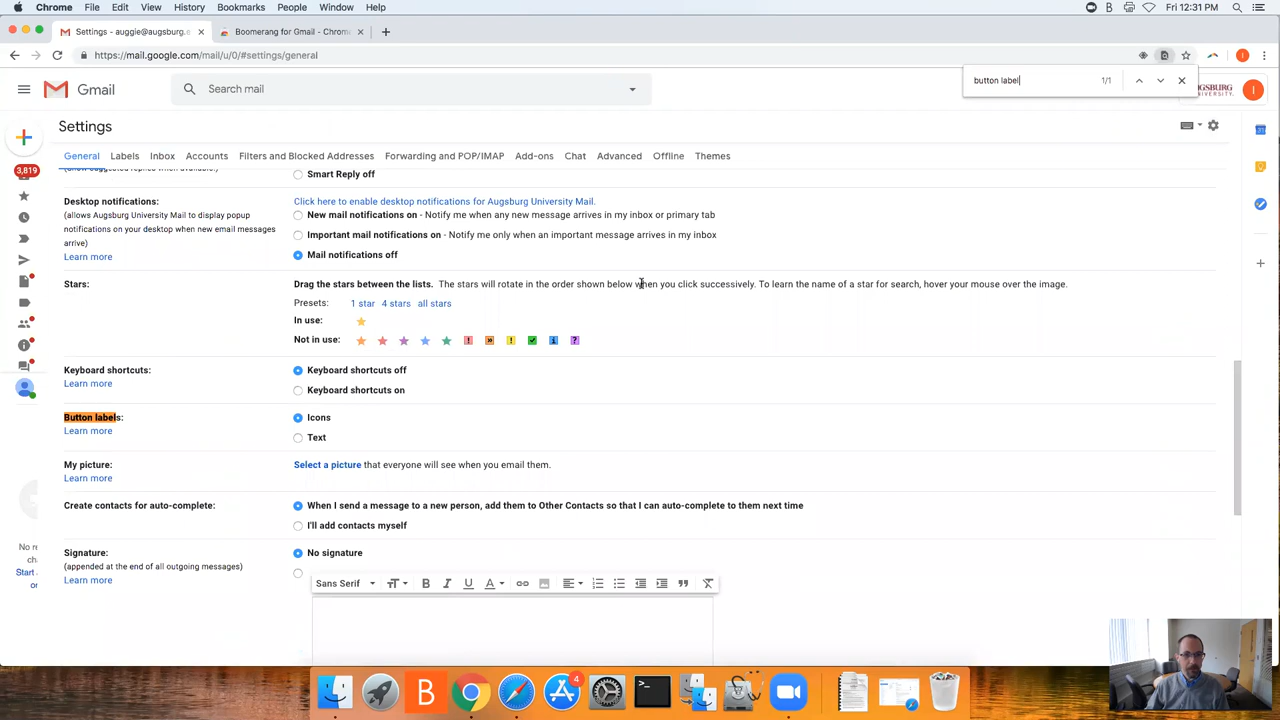 Chrome File Edit View History Bookmarks People Window Help Fri 12:31 PM
Settings - auggie@augsburg.e Boomerang for Gmail - Chrom
https://mail.google.com/mail/u/0/#settings/general
button label 1/1
Gmail Search mail
UNIVERSITY
Settings
General Labels Inbox Accounts Filters and Blocked Addresses Forwarding and POP/IMAP Add-ons Chat Advanced Offline Themes
(Show suggested replies when available.) Smart Reply off
3,819
Desktop notifications: Click here to enable desktop notifications for Augsburg University Mail.
(allows Augsburg University Mail to display popup New mail notifications on - Notify me when any new message arrives in my inbox or primary tab
notifications on your desktop when new email messages Important mail notifications on - Notify me only when an important message arrives in my inbox
arrive)
Learn more Mail notifications off
Stars: Drag the stars between the lists. The stars will rotate in the order shown below when you click successively. To learn the name of a star for search, hover your mouse over the image.
Presets: 1 star 4 stars all stars
In use:
Not in use:
Keyboard shortcuts: Keyboard shortcuts off
Learn more Keyboard shortcuts on
Button labels: Icons
Learn more Text
My picture: Select a picture that everyone will see when you email them.
Learn more
Create contacts for auto-complete: When I send a message to a new person, add them to Other Contacts so that I can auto-complete to them next time
I'll add contacts myself
Signature: No signature
(appended at the end of all outgoing messages)
Learn more Sans Serif
No re
ch
Start
or